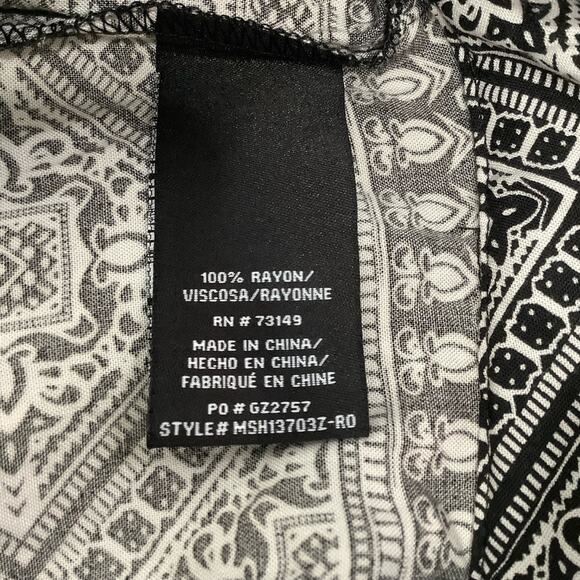 100% RAYON/
VISCOSA/RAYONNE
RN # 73149
MADE IN CHINA/
HECHO EN CHINA/
FABRIQUÉ EN CHINE
PO # GZ2757
STYLE# MSH13703Z-RO